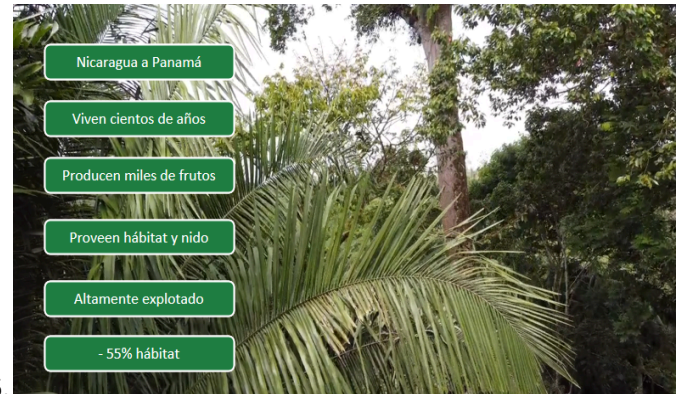 Nicaragua a Panamá
Viven cientos de años
Producen miles de frutos
Proveen hábitat y nido
Altamente explotado
- 55% hábitat